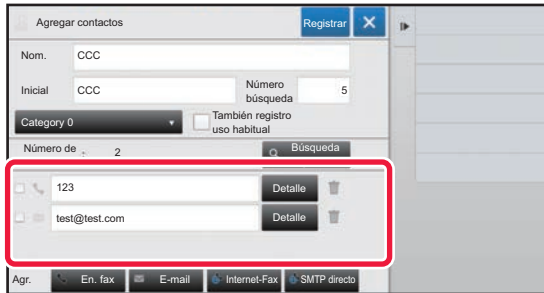 Agregar contactos
Registrar
Nom.
CCC
Inicial
CCC
Número
búsqueda
5
Category 0
También registro
uso habitual
Número de
2
Búsqueda
123
Detalle
test@test.com
Detalle
Agr.
En. fax
E-mail
Internet-Fax
SMTP directo